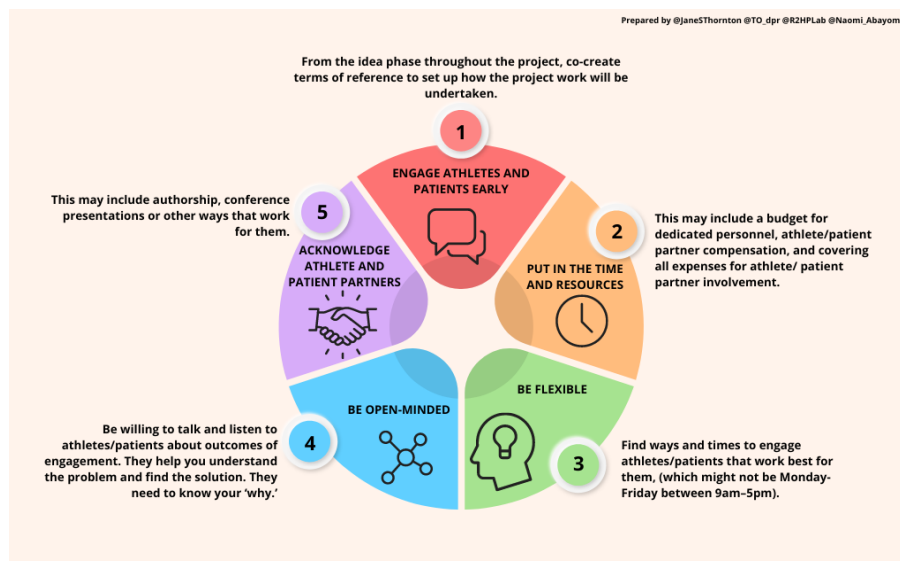 Prepared by @JaneSThornton @TO_dpr @R2HPLab @Naomi_Abayom
From the idea phase throughout the project, co-create
terms of reference to set up how the project work will be
undertaken.
1
ENGAGE ATHLETES AND
PATIENTS EARLY
2
PUT IN THE TIME
AND RESOURCES
This may include a budget for
dedicated personnel, athlete/patient
partner compensation, and covering
all expenses for athlete/ patient
partner involvement.
3
BE FLEXIBLE
Find ways and times to engage
athletes/patients that work best for
them, (which might not be Monday-
Friday between 9am–5pm).
4
BE OPEN-MINDED
Be willing to talk and listen to
athletes/patients about outcomes of
engagement. They help you understand
the problem and find the solution. They
need to know your ‘why.’
5
ACKNOWLEDGE
ATHLETE AND
PATIENT PARTNERS
This may include authorship, conference
presentations or other ways that work
for them.